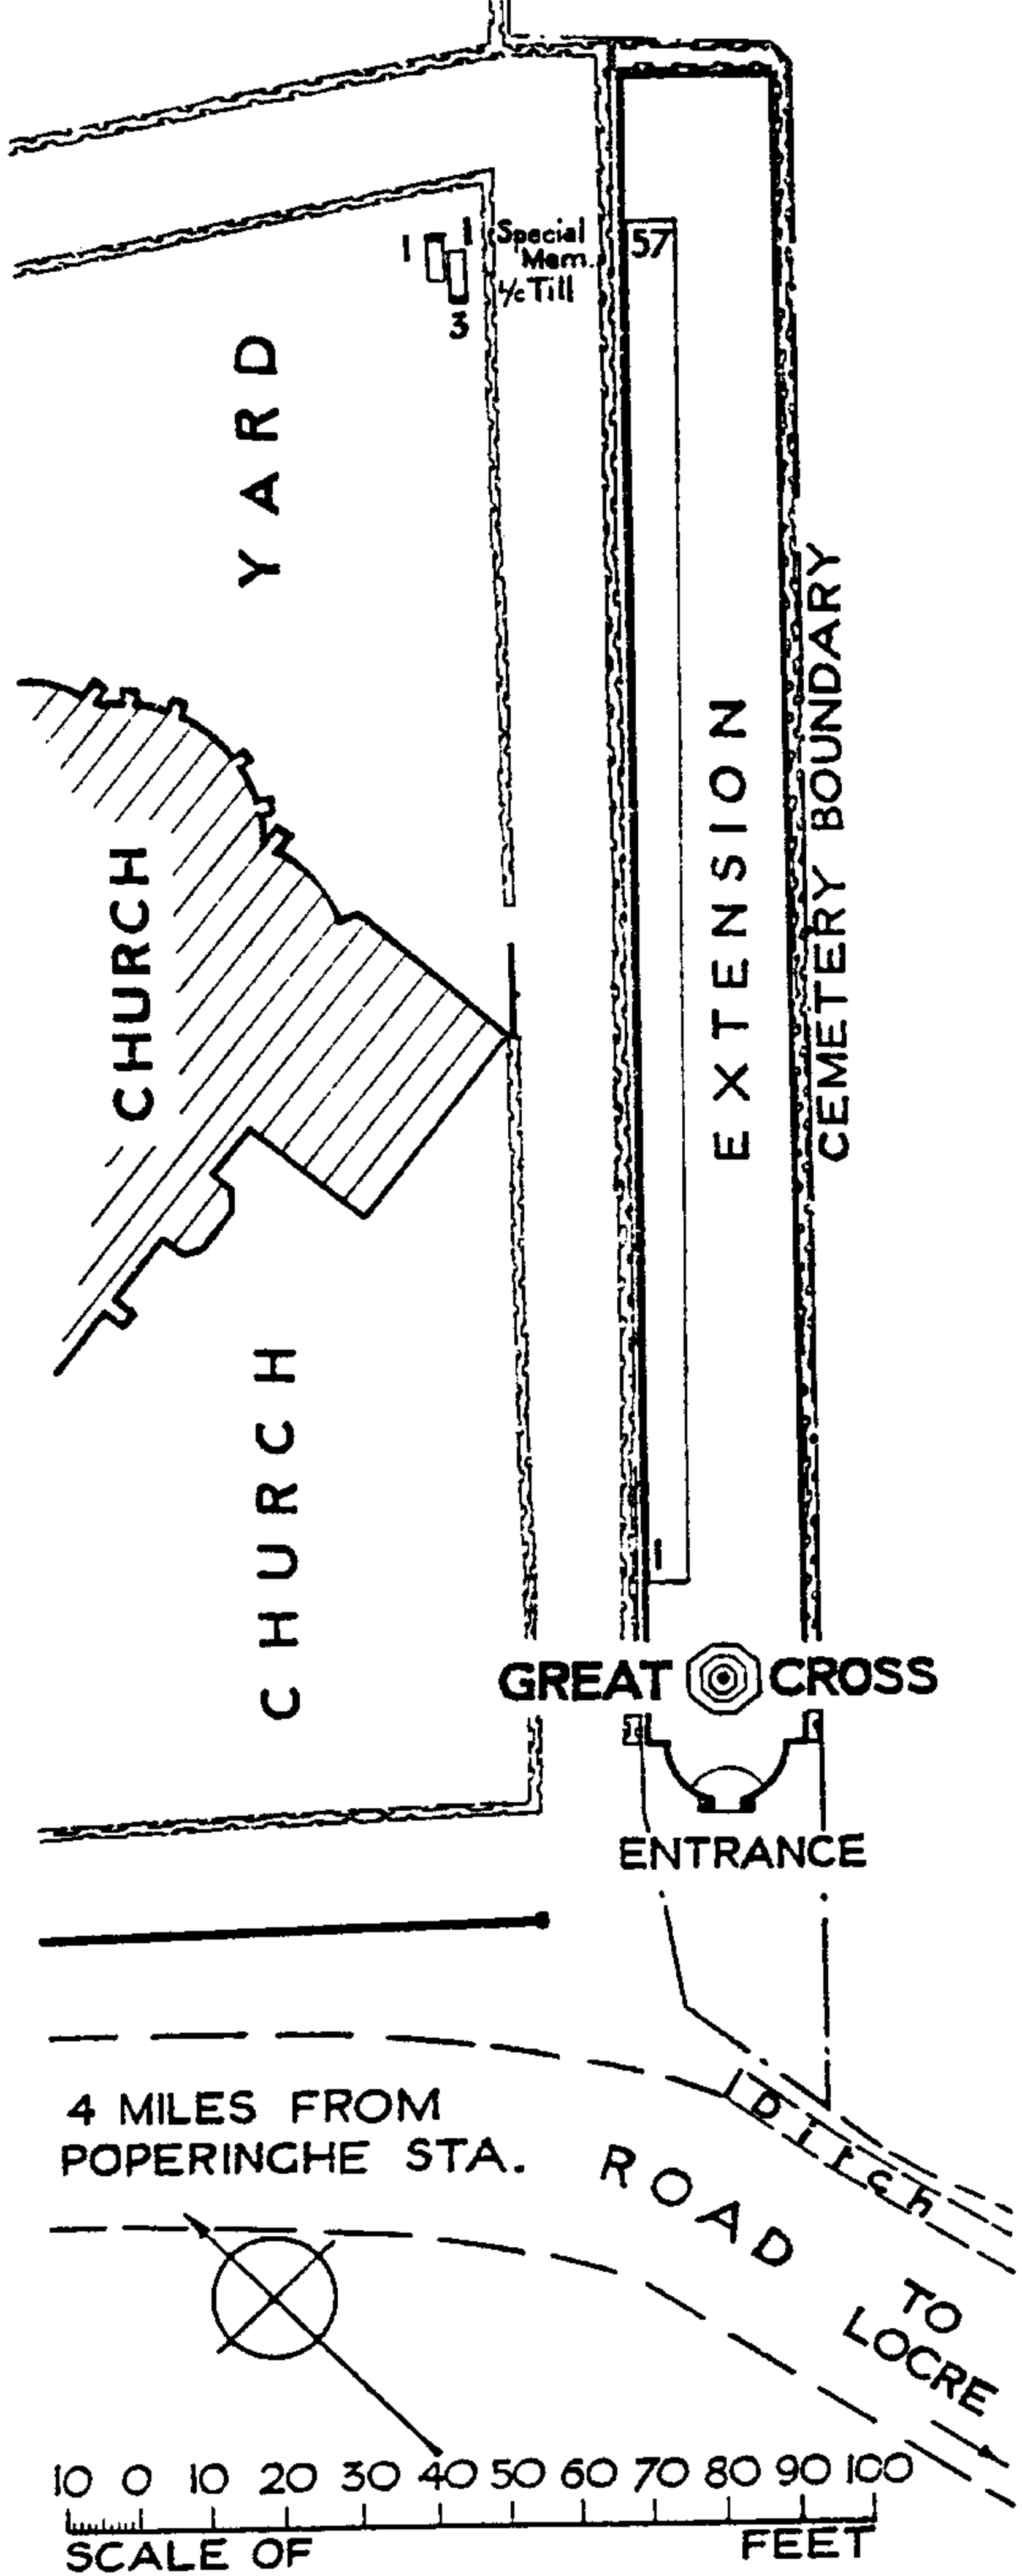 1
1
3
Special
Mem.
L/c Till
57
YARD
CHURCH
EXTENSION
CEMETERY BOUNDARY
CHURCH
1
GREAT CROSS
ENTRANCE
4 MILES FROM
POPERINGHE STA.
Ditch
ROAD
TO
LOCRE
10 0 10 20 30 40 50 60 70 80 90 100
SCALE OF FEET